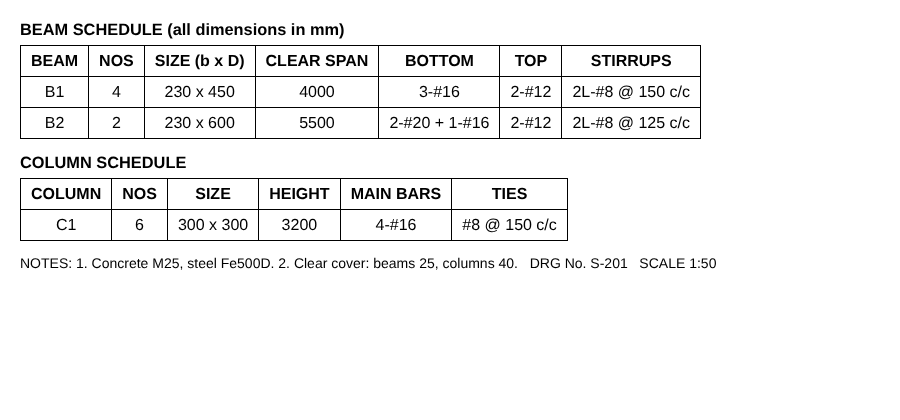 BEAM SCHEDULE (all dimensions in mm)
BEAM NOS SIZE (b x D) CLEAR SPAN BOTTOM TOP STIRRUPS
B1 4 230 x 450 4000 3-#16 2-#12 2L-#8 @ 150 c/c
B2 2 230 x 600 5500 2-#20 + 1-#16 2-#12 2L-#8 @ 125 c/c
COLUMN SCHEDULE
COLUMN NOS SIZE HEIGHT MAIN BARS TIES
C1 6 300 x 300 3200 4-#16 #8 @ 150 c/c
NOTES: 1. Concrete M25, steel Fe500D. 2. Clear cover: beams 25, columns 40. DRG No. S-201 SCALE 1:50